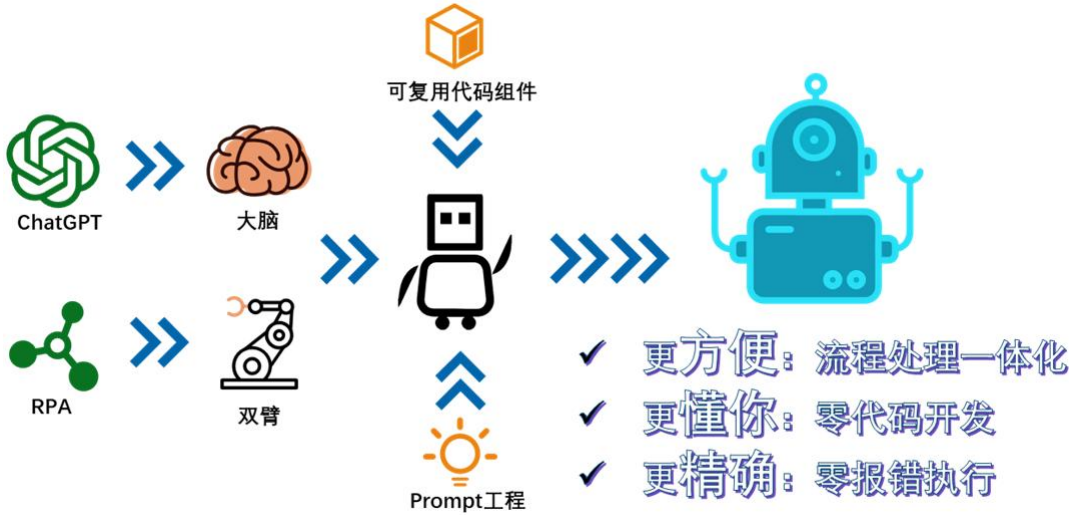 可复用代码组件
ChatGPT
大脑
RPA
双臂
Prompt工程
更方便：流程处理一体化
更懂你：零代码开发
更精确：零报错执行